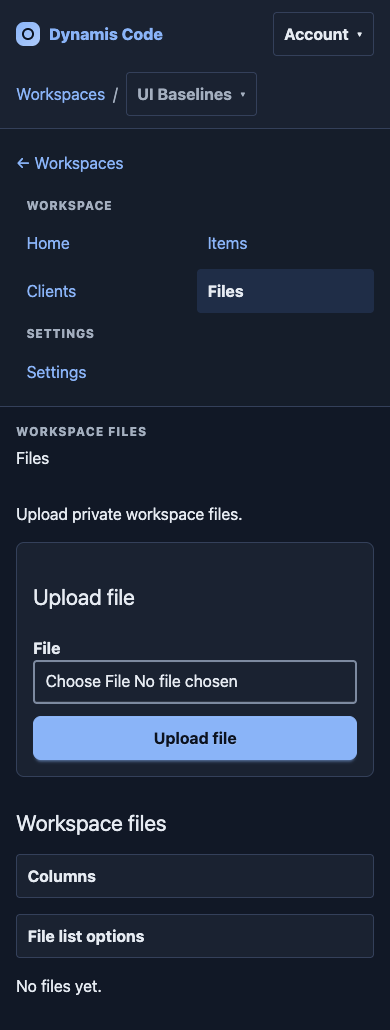 Dynamis Code
Account ▾
Workspaces / UI Baselines ▾
← Workspaces
WORKSPACE
Home Items
Clients Files
SETTINGS
Settings
WORKSPACE FILES
Files
Upload private workspace files.
Upload file
File
Choose File No file chosen
Upload file
Workspace files
Columns
File list options
No files yet.